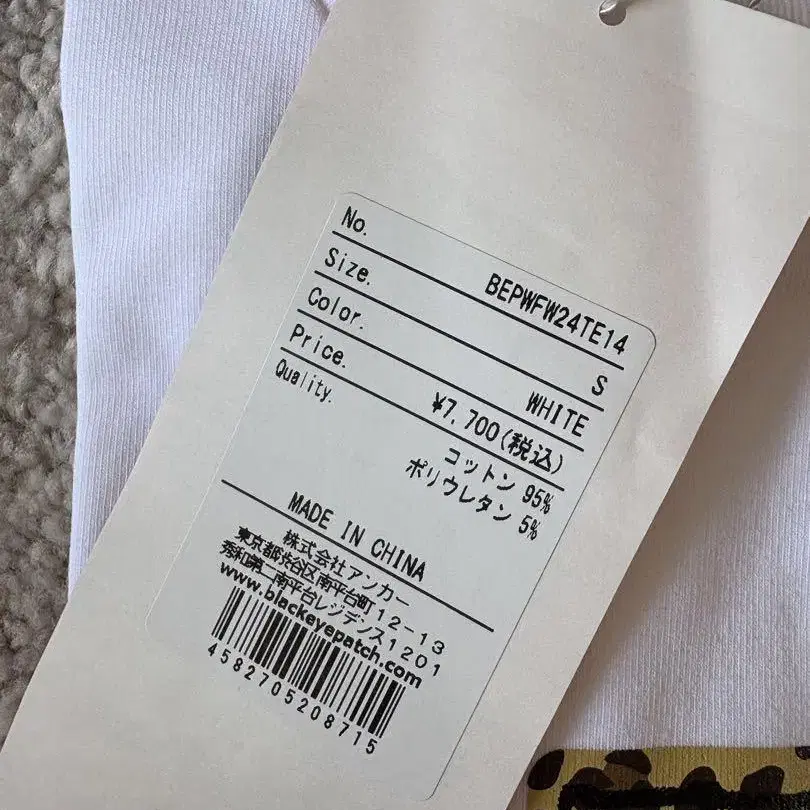 No. BEPWFW24TE14
Size. S
Color. WHITE
Price. ¥7,700(税込)
Quality. コットン 95%
ポリウレタン 5%
MADE IN CHINA
株式会社アンカー
東京都渋谷区南平台町12-13
秀和第二南平台レジデンス1201
www.blackeyepatch.com
4582705208715